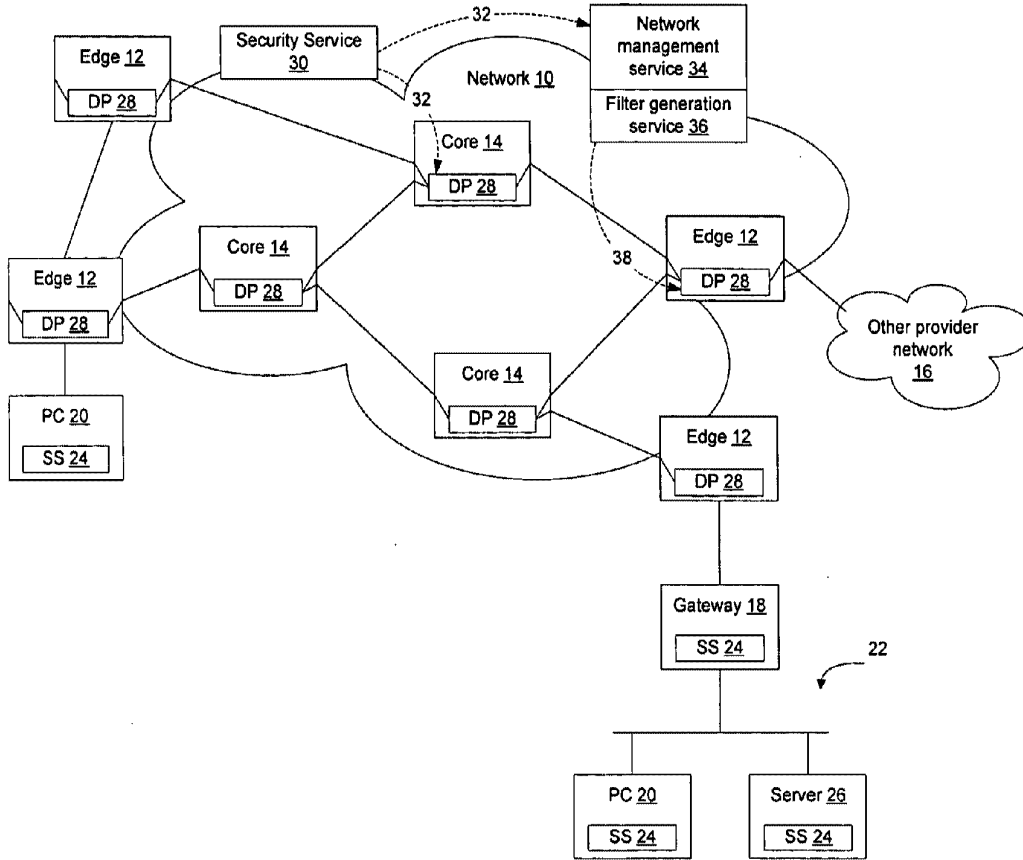 32
Security Service
30
Network
management
service 34
Edge 12
DP 28
Network 10
32
Filter generation
service 36
Core 14
DP 28
Edge 12
DP 28
38
Core 14
DP 28
Edge 12
DP 28
Other provider
network
16
Core 14
DP 28
PC 20
SS 24
Edge 12
DP 28
Gateway 18
SS 24
22
PC 20
SS 24
Server 26
SS 24